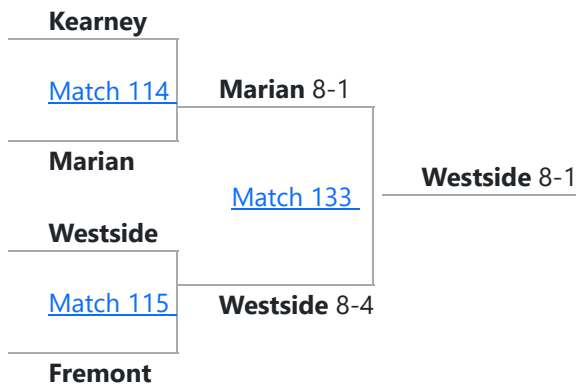 Kearney
Match 114
Marian 8-1
Marian
Westside 8-1
Match 133
Westside
Match 115
Westside 8-4
Fremont